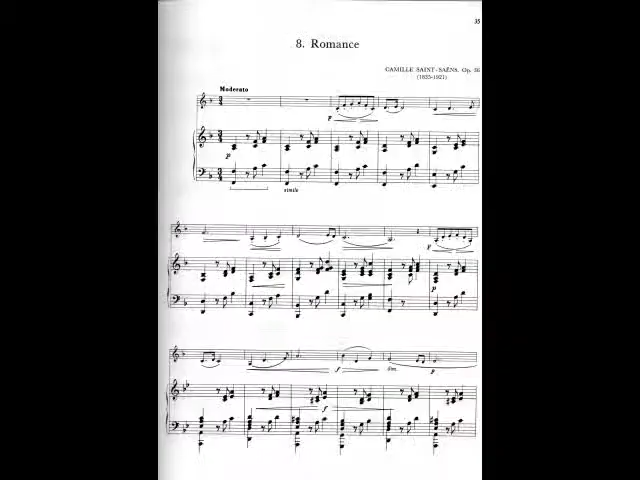 35
8. Romance
CAMILLE SAINT-SAËNS, Op. 36
(1835-1921)
Moderato
p
p
simile
p
p
f
dim.
p
f